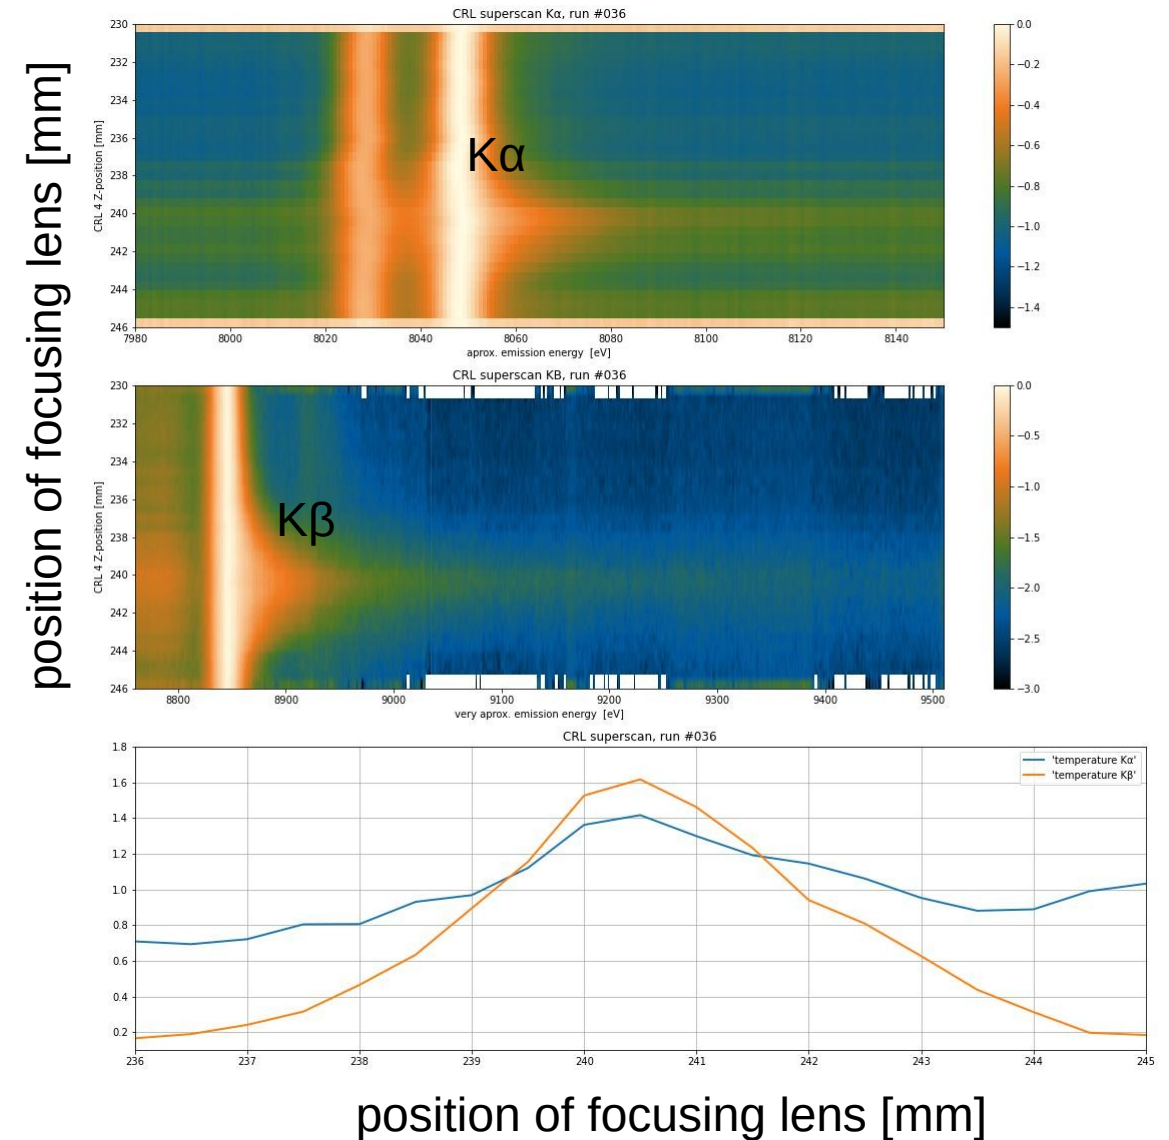 CRL superscan Kα, run #036
position of focusing lens [mm]
CRL 4 Z-position [mm]
230
232
234
236
238
240
242
244
246
Kα
0.0
−0.2
−0.4
−0.6
−0.8
−1.0
−1.2
−1.4
7980 8000 8020 8040 8060 8080 8100 8120 8140
aprox. emission energy [eV]
CRL superscan KB, run #036
CRL 4 Z-position [mm]
230
232
234
236
238
240
242
244
246
Kβ
0.0
−0.5
−1.0
−1.5
−2.0
−2.5
−3.0
8800 8900 9000 9100 9200 9300 9400 9500
very aprox. emission energy [eV]
CRL superscan, run #036
1.8
1.6
1.4
1.2
1.0
0.8
0.6
0.4
0.2
'temperature Kα'
'temperature Kβ'
236 237 238 239 240 241 242 243 244 245
position of focusing lens [mm]